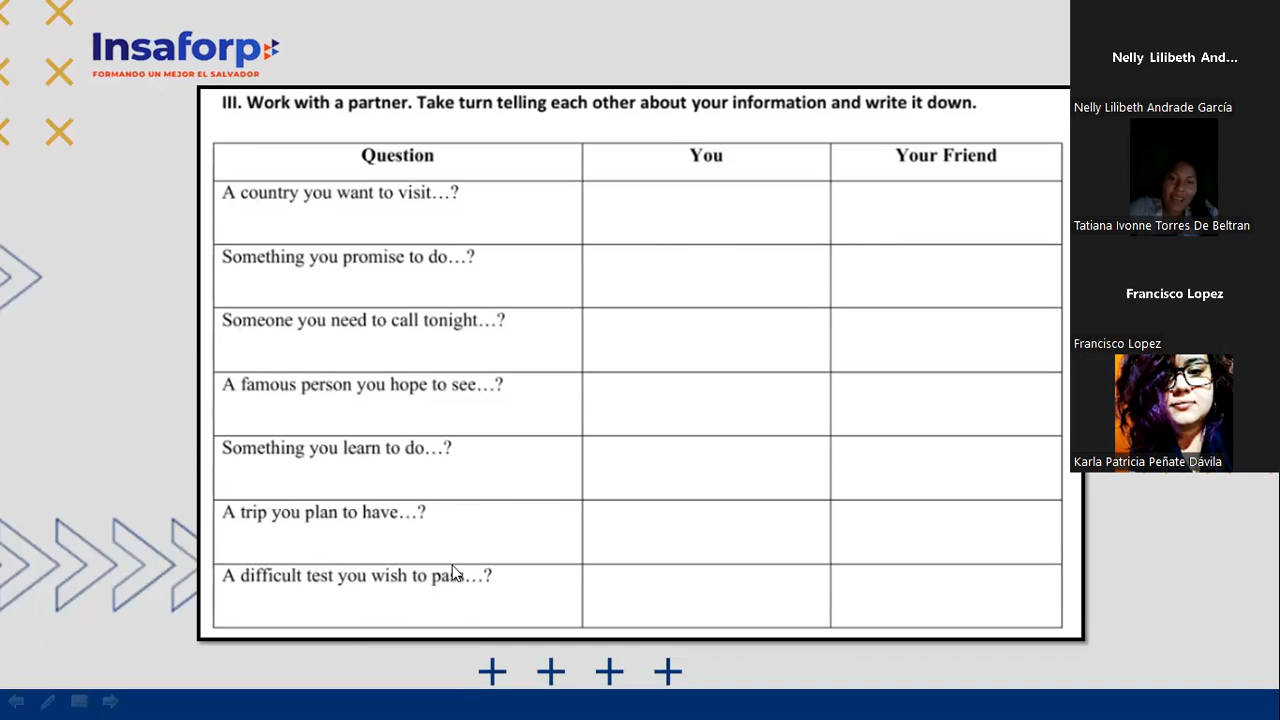 Insaforp
FORMANDO UN MEJOR EL SALVADOR
III. Work with a partner. Take turn telling each other about your information and write it down.
Question You Your Friend
A country you want to visit…?
Something you promise to do…?
Someone you need to call tonight…?
A famous person you hope to see…?
Something you learn to do…?
A trip you plan to have…?
A difficult test you wish to pass…?
Nelly Lilibeth And...
Nelly Lilibeth Andrade García
Tatiana Ivonne Torres De Beltran
Francisco Lopez
Francisco Lopez
Karla Patricia Peñate Dávila